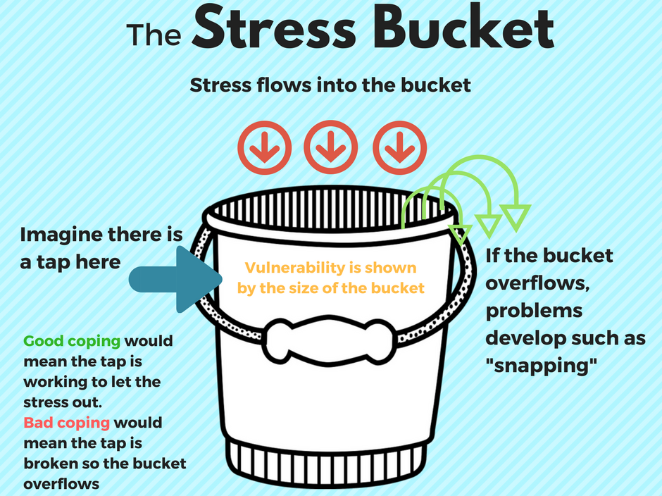 The Stress Bucket
Stress flows into the bucket
Imagine there is
a tap here
Vulnerability is shown
by the size of the bucket
If the bucket
overflows,
problems
develop such as
"snapping"
Good coping would
mean the tap is
working to let the
stress out.
Bad coping would
mean the tap is
broken so the bucket
overflows